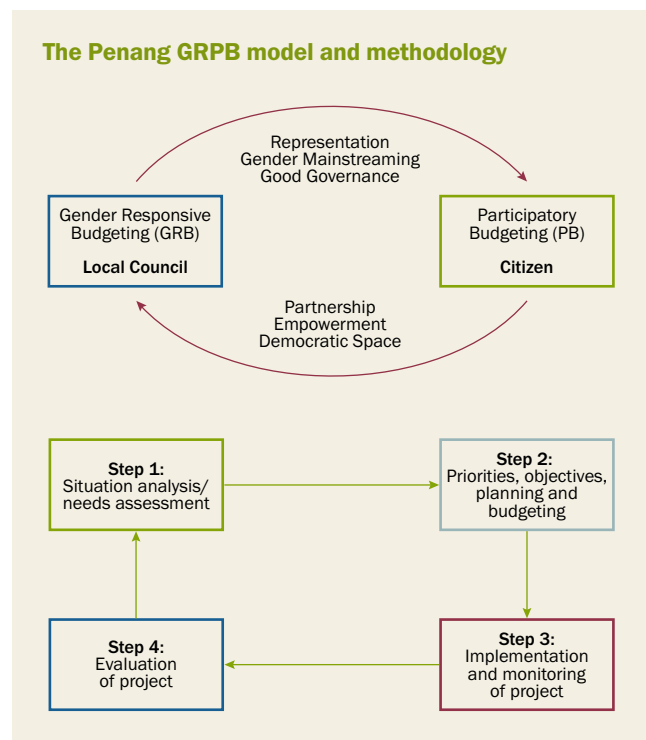 The Penang GRPB model and methodology
Representation
Gender Mainstreaming
Good Governance
Gender Responsive
Budgeting (GRB)
Local Council
Participatory
Budgeting (PB)
Citizen
Partnership
Empowerment
Democratic Space
Step 1:
Situation analysis/
needs assessment
Step 2:
Priorities, objectives,
planning and
budgeting
Step 4:
Evaluation
of project
Step 3:
Implementation
and monitoring
of project